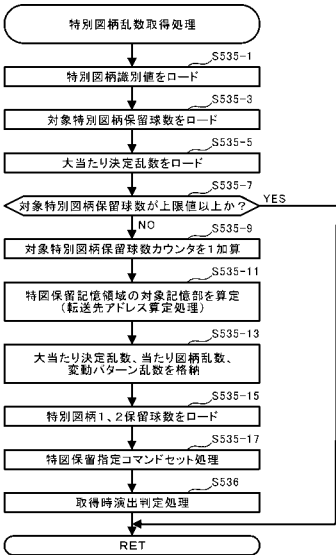 特別図柄乱数取得処理
S535-1
特別図柄識別値をロード
S535-3
対象特別図柄保留球数をロード
S535-5
大当たり決定乱数をロード
S535-7
対象特別図柄保留球数が上限値以上か?
YES
NO
S535-9
対象特別図柄保留球数カウンタを1加算
S535-11
特図保留記憶領域の対象記憶部を算定
(転送先アドレス算定処理)
S535-13
大当たり決定乱数、当たり図柄乱数、
変動パターン乱数を格納
S535-15
特別図柄1、2保留球数をロード
S535-17
特図保留指定コマンドセット処理
S536
取得時演出判定処理
RET